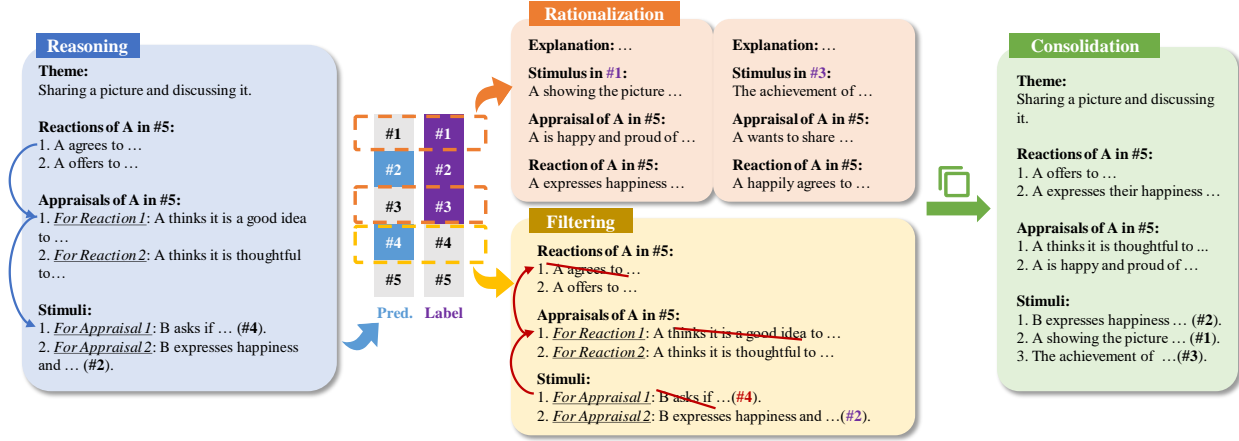 Reasoning
Theme:
Sharing a picture and discussing it.
Reactions of A in #5:
1. A agrees to …
2. A offers to …
Appraisals of A in #5:
1. For Reaction 1: A thinks it is a good idea
to …
2. For Reaction 2: A thinks it is thoughtful
to…
Stimuli:
1. For Appraisal 1: B asks if … (#4).
2. For Appraisal 2: B expresses happiness
and … (#2).
#1 #1
#2 #2
#3 #3
#4 #4
#5 #5
Pred. Label
Rationalization
Explanation: …
Stimulus in #1:
A showing the picture …
Appraisal of A in #5:
A is happy and proud of …
Reaction of A in #5:
A expresses happiness …
Explanation: …
Stimulus in #3:
The achievement of …
Appraisal of A in #5:
A wants to share …
Reaction of A in #5:
A happily agrees to …
Filtering
Reactions of A in #5:
1. A agrees to …
2. A offers to …
Appraisals of A in #5:
1. For Reaction 1: A thinks it is a good idea to …
2. For Reaction 2: A thinks it is thoughtful to …
Stimuli:
1. For Appraisal 1: B asks if …(#4).
2. For Appraisal 2: B expresses happiness and …(#2).
Consolidation
Theme:
Sharing a picture and discussing
it.
Reactions of A in #5:
1. A offers to …
2. A expresses their happiness …
Appraisals of A in #5:
1. A thinks it is thoughtful to ...
2. A is happy and proud of …
Stimuli:
1. B expresses happiness … (#2).
2. A showing the picture … (#1).
3. The achievement of …(#3).